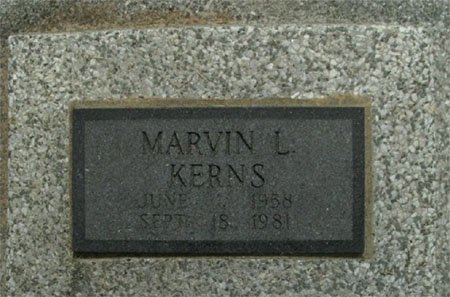 MARVIN L.
KERNS
JUNE 1958
SEPT. 18 1981